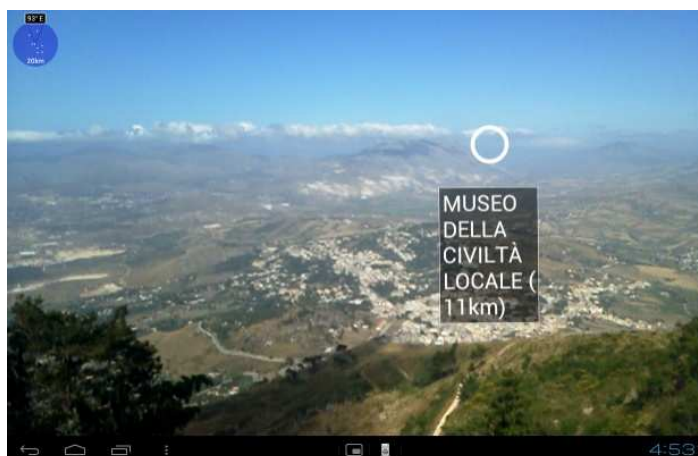 93° E
20km
MUSEO
DELLA
CIVILTÀ
LOCALE (
11km)
4:53